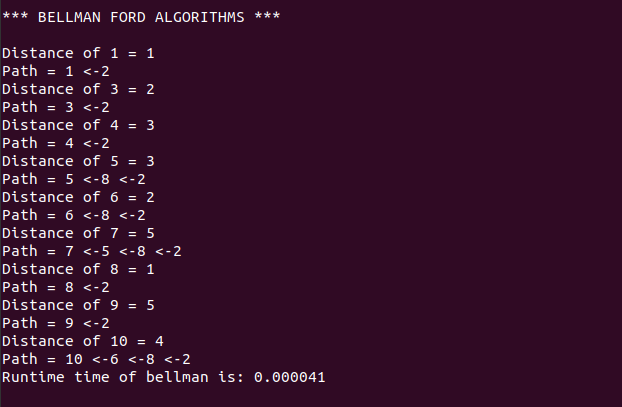 *** BELLMAN FORD ALGORITHMS ***
Distance of 1 = 1
Path = 1 <-2
Distance of 3 = 2
Path = 3 <-2
Distance of 4 = 3
Path = 4 <-2
Distance of 5 = 3
Path = 5 <-8 <-2
Distance of 6 = 2
Path = 6 <-8 <-2
Distance of 7 = 5
Path = 7 <-5 <-8 <-2
Distance of 8 = 1
Path = 8 <-2
Distance of 9 = 5
Path = 9 <-2
Distance of 10 = 4
Path = 10 <-6 <-8 <-2
Runtime time of bellman is: 0.000041